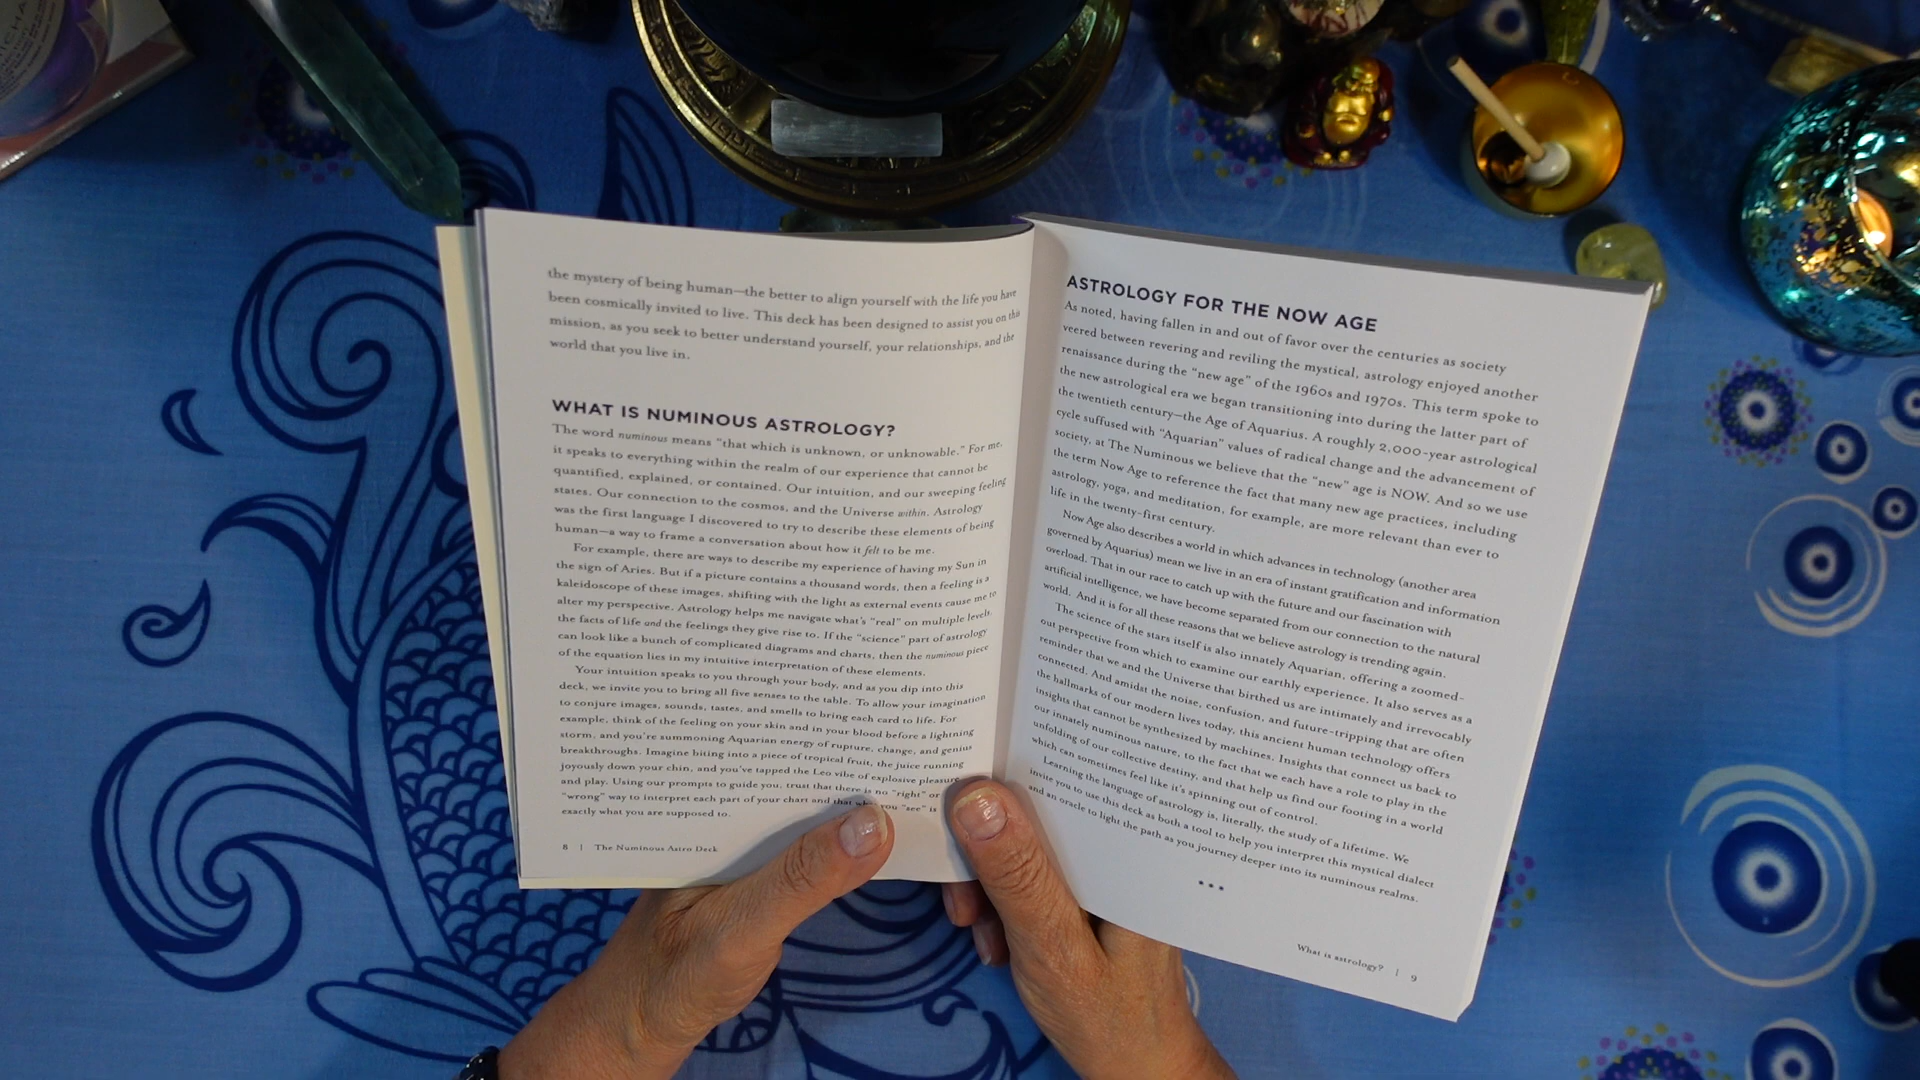 the mystery of being human—the better to align yourself with the life you have
been cosmically invited to live. This deck has been designed to assist you on this
mission, as you seek to better understand yourself, your relationships, and the
world that you live in.
WHAT IS NUMINOUS ASTROLOGY?
The word numinous means “that which is unknown, or unknowable.” For me,
it speaks to everything within the realm of our experience that cannot be
quantified, explained, or contained. Our intuition, and our sweeping feeling
states. Our connection to the cosmos, and the Universe within. Astrology
was the first language I discovered to try to describe these elements of being
human—a way to frame a conversation about how it felt to be me.
For example, there are ways to describe my experience of having my Sun in
the sign of Aries. But if a picture contains a thousand words, then a feeling is a
kaleidoscope of these images, shifting with the light as external events cause me to
alter my perspective. Astrology helps me navigate what’s “real” on multiple levels,
the facts of life and the feelings they give rise to. If the “science” part of astrology
can look like a bunch of complicated diagrams and charts, then the numinous piece
of the equation lies in my intuitive interpretation of these elements.
Your intuition speaks to you through your body, and as you dip into this
deck, we invite you to bring all five senses to the table. To allow your imagination
to conjure images, sounds, tastes, and smells to bring each card to life. For
example, think of the feeling on your skin and in your blood before a lightning
storm, and you’re summoning Aquarian energy of rupture, change, and genius
breakthroughs. Imagine biting into a piece of tropical fruit, the juice running
joyously down your chin, and you’ve tapped the Leo vibe of explosive pleasure
and play. Using our prompts to guide you, trust that there is no “right” or
“wrong” way to interpret each part of your chart and that what you “see” is
exactly what you are supposed to.
8 | The Numinous Astro Deck
ASTROLOGY FOR THE NOW AGE
As noted, having fallen in and out of favor over the centuries as society
veered between revering and reviling the mystical, astrology enjoyed another
renaissance during the “new age” of the 1960s and 1970s. This term spoke to
the new astrological era we began transitioning into during the latter part of
the twentieth century—the Age of Aquarius. A roughly 2,000-year astrological
cycle suffused with “Aquarian” values of radical change and the advancement of
society, at The Numinous we believe that the “new” age is NOW. And so we use
the term Now Age to reference the fact that many new age practices, including
astrology, yoga, and meditation, for example, are more relevant than ever to
life in the twenty-first century.
Now Age also describes a world in which advances in technology (another area
governed by Aquarius) mean we live in an era of instant gratification and information
overload. That in our race to catch up with the future and our fascination with
artificial intelligence, we have become separated from our connection to the natural
world. And it is for all these reasons that we believe astrology is trending again.
The science of the stars itself is also innately Aquarian, offering a zoomed-
out perspective from which to examine our earthly experience. It also serves as a
reminder that we and the Universe that birthed us are intimately and irrevocably
connected. And amidst the noise, confusion, and future-tripping that are often
the hallmarks of our modern lives today, this ancient human technology offers
insights that cannot be synthesized by machines. Insights that connect us back to
our innately numinous nature, to the fact that we each have a role to play in the
unfolding of our collective destiny, and that help us find our footing in a world
which can sometimes feel like it’s spinning out of control.
Learning the language of astrology is, literally, the study of a lifetime. We
invite you to use this deck as both a tool to help you interpret this mystical dialect
and an oracle to light the path as you journey deeper into its numinous realms.
•••
What is astrology? | 9